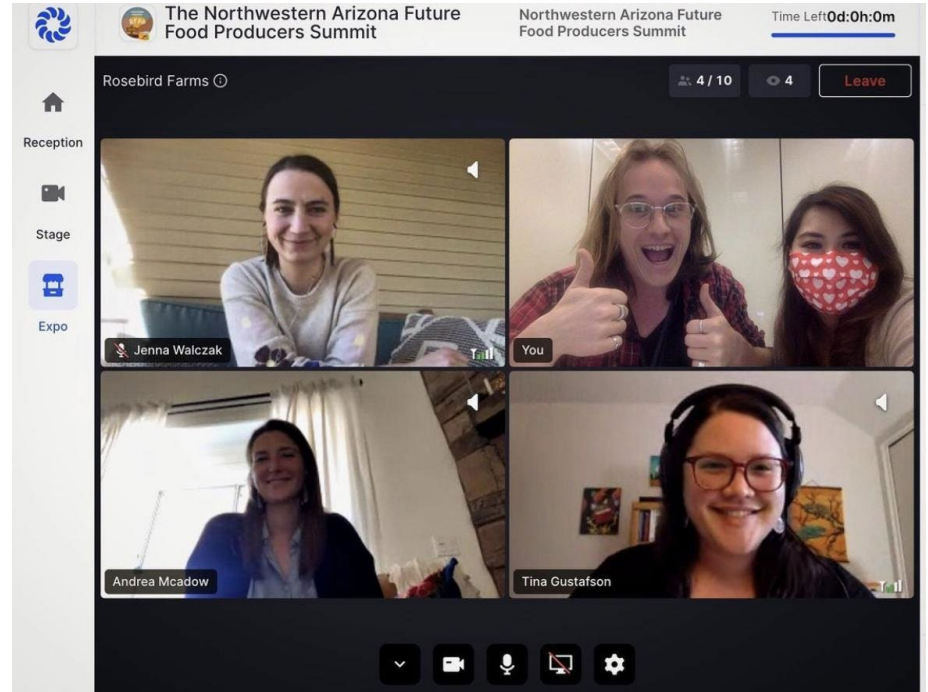 The Northwestern Arizona Future
Food Producers Summit
Northwestern Arizona Future
Food Producers Summit
Time Left0d:0h:0m
Rosebird Farms
4 / 10
4
Leave
Reception
Stage
Expo
Jenna Walczak
You
Andrea Mcadow
Tina Gustafson